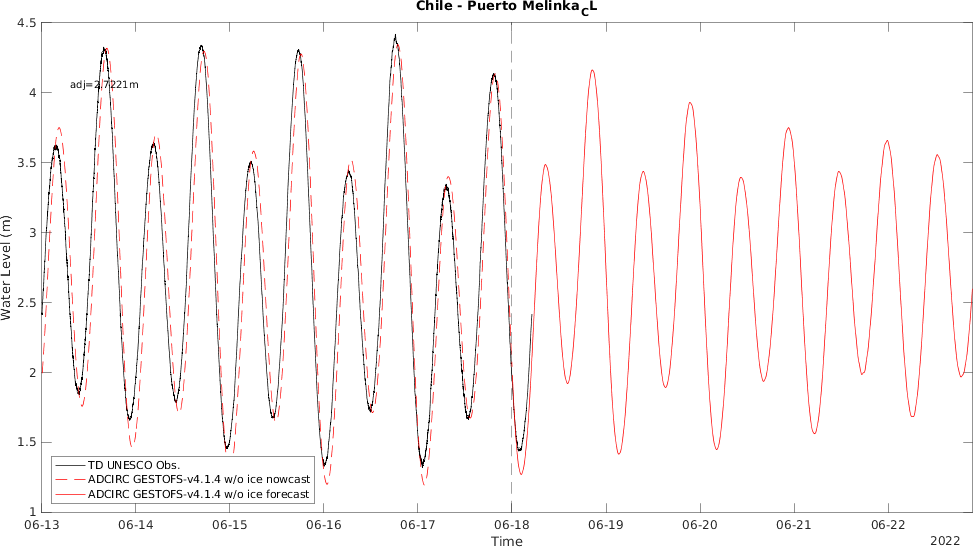 Chile - Puerto Melinka_CL
4.5
adj=2.7221m
4
3.5
3
2.5
2
1.5
1
Water Level (m)
TD UNESCO Obs.
ADCIRC GESTOFS-v4.1.4 w/o ice nowcast
ADCIRC GESTOFS-v4.1.4 w/o ice forecast
06-13 06-14 06-15 06-16 06-17 06-18 06-19 06-20 06-21 06-22
Time
2022